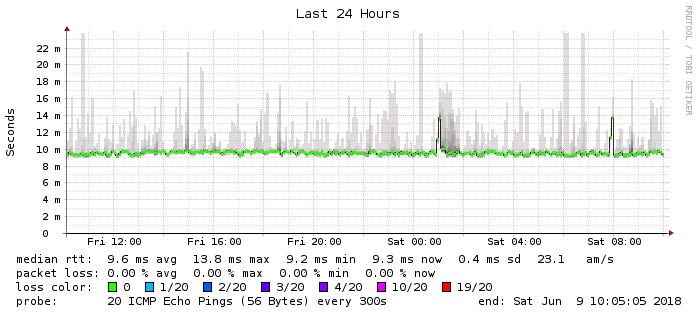 Last 24 Hours
RRDTOOL / TOBI OETIKER
Seconds
22 m
20 m
18 m
16 m
14 m
12 m
10 m
8 m
6 m
4 m
2 m
0
Fri 12:00 Fri 16:00 Fri 20:00 Sat 00:00 Sat 04:00 Sat 08:00
median rtt: 9.6 ms avg 13.8 ms max 9.2 ms min 9.3 ms now 0.4 ms sd 23.1 am/s
packet loss: 0.00 % avg 0.00 % max 0.00 % min 0.00 % now
loss color: 0 1/20 2/20 3/20 4/20 10/20 19/20
probe: 20 ICMP Echo Pings (56 Bytes) every 300s end: Sat Jun 9 10:05:05 2018